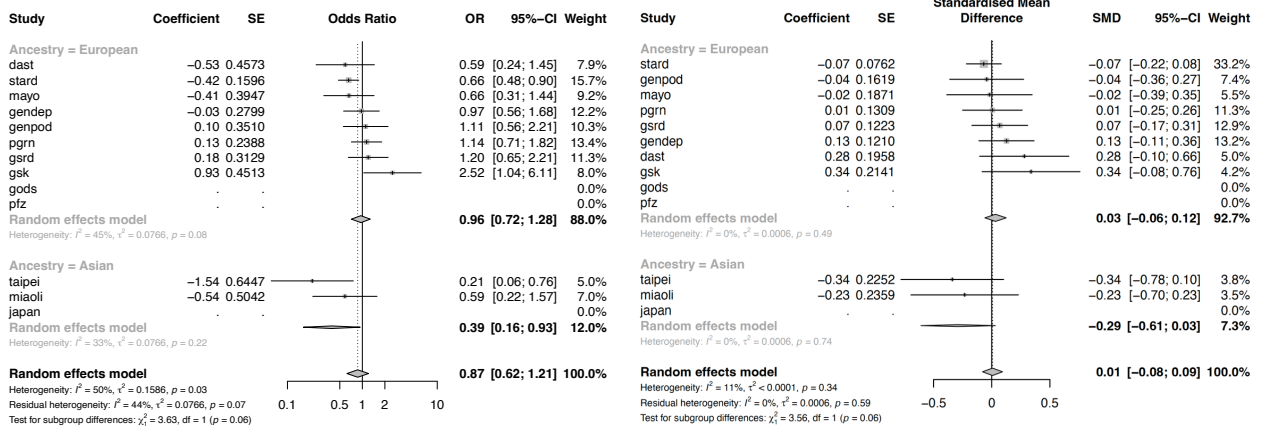 Study Coefficient SE Odds Ratio OR 95%−CI Weight
Ancestry = European
dast −0.53 0.4573 0.59 [0.24; 1.45] 7.9%
stard −0.42 0.1596 0.66 [0.48; 0.90] 15.7%
mayo −0.41 0.3947 0.66 [0.31; 1.44] 9.2%
gendep −0.03 0.2799 0.97 [0.56; 1.68] 12.2%
genpod 0.10 0.3510 1.11 [0.56; 2.21] 10.3%
pgrn 0.13 0.2388 1.14 [0.71; 1.82] 13.4%
gsrd 0.18 0.3129 1.20 [0.65; 2.21] 11.3%
gsk 0.93 0.4513 2.52 [1.04; 6.11] 8.0%
gods . . 0.0%
pfz . . 0.0%
Random effects model 0.96 [0.72; 1.28] 88.0%
Heterogeneity: I² = 45%, τ² = 0.0766, p = 0.08
Ancestry = Asian
taipei −1.54 0.6447 0.21 [0.06; 0.76] 5.0%
miaoli −0.54 0.5042 0.59 [0.22; 1.57] 7.0%
japan . . 0.0%
Random effects model 0.39 [0.16; 0.93] 12.0%
Heterogeneity: I² = 33%, τ² = 0.0766, p = 0.22
Random effects model 0.87 [0.62; 1.21] 100.0%
Heterogeneity: I² = 50%, τ² = 0.1586, p = 0.03
Residual heterogeneity: I² = 44%, τ² = 0.0766, p = 0.07
0.1 0.5 1 2 10
Test for subgroup differences: χ²₁ = 3.63, df = 1 (p = 0.06)
Standardised Mean
Study Coefficient SE Difference SMD 95%−CI Weight
Ancestry = European
stard −0.07 0.0762 −0.07 [−0.22; 0.08] 33.2%
genpod −0.04 0.1619 −0.04 [−0.36; 0.27] 7.4%
mayo −0.02 0.1871 −0.02 [−0.39; 0.35] 5.5%
pgrn 0.01 0.1309 0.01 [−0.25; 0.26] 11.3%
gsrd 0.07 0.1223 0.07 [−0.17; 0.31] 12.9%
gendep 0.13 0.1210 0.13 [−0.11; 0.36] 13.2%
dast 0.28 0.1958 0.28 [−0.10; 0.66] 5.0%
gsk 0.34 0.2141 0.34 [−0.08; 0.76] 4.2%
gods . . 0.0%
pfz . . 0.0%
Random effects model 0.03 [−0.06; 0.12] 92.7%
Heterogeneity: I² = 0%, τ² = 0.0006, p = 0.49
Ancestry = Asian
taipei −0.34 0.2252 −0.34 [−0.78; 0.10] 3.8%
miaoli −0.23 0.2359 −0.23 [−0.70; 0.23] 3.5%
japan . . 0.0%
Random effects model −0.29 [−0.61; 0.03] 7.3%
Heterogeneity: I² = 0%, τ² = 0.0006, p = 0.74
Random effects model 0.01 [−0.08; 0.09] 100.0%
Heterogeneity: I² = 11%, τ² < 0.0001, p = 0.34
Residual heterogeneity: I² = 0%, τ² = 0.0006, p = 0.59
−0.5 0 0.5
Test for subgroup differences: χ²₁ = 3.56, df = 1 (p = 0.06)